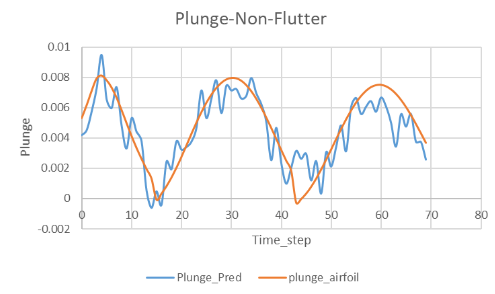 Plunge-Non-Flutter
0.01
0.008
0.006
0.004
0.002
0
-0.002
Plunge
0 10 20 30 40 50 60 70 80
Time_step
Plunge_Pred plunge_airfoil